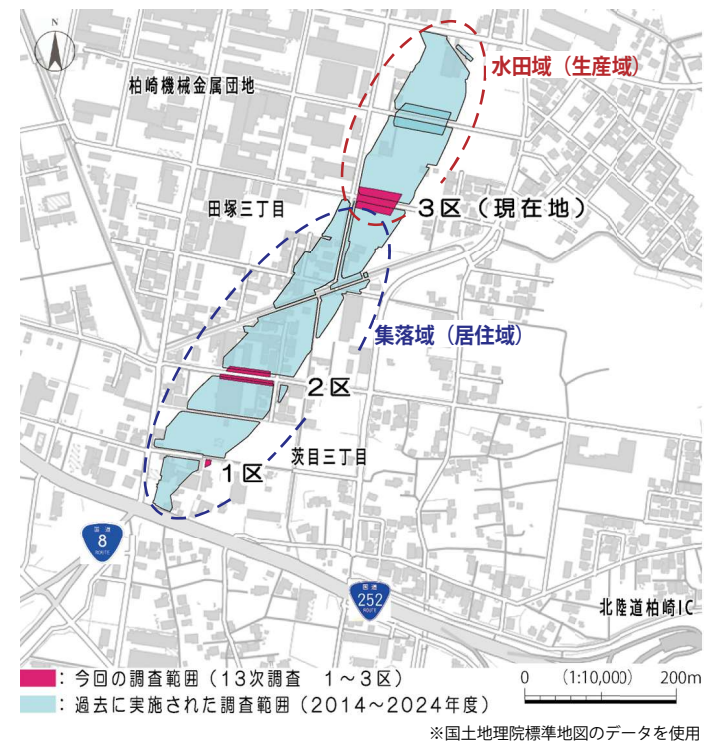 N
水田域（生産域）
柏崎機械金属団地
田塚三丁目
3区（現在地）
集落域（居住域）
2区
茨目三丁目
1区
国道
8
ROUTE
国道
252
ROUTE
北陸道柏崎IC
：今回の調査範囲（13次調査　1～3区）
：過去に実施された調査範囲（2014～2024年度）
0　（1:10,000）　200m
※国土地理院標準地図のデータを使用